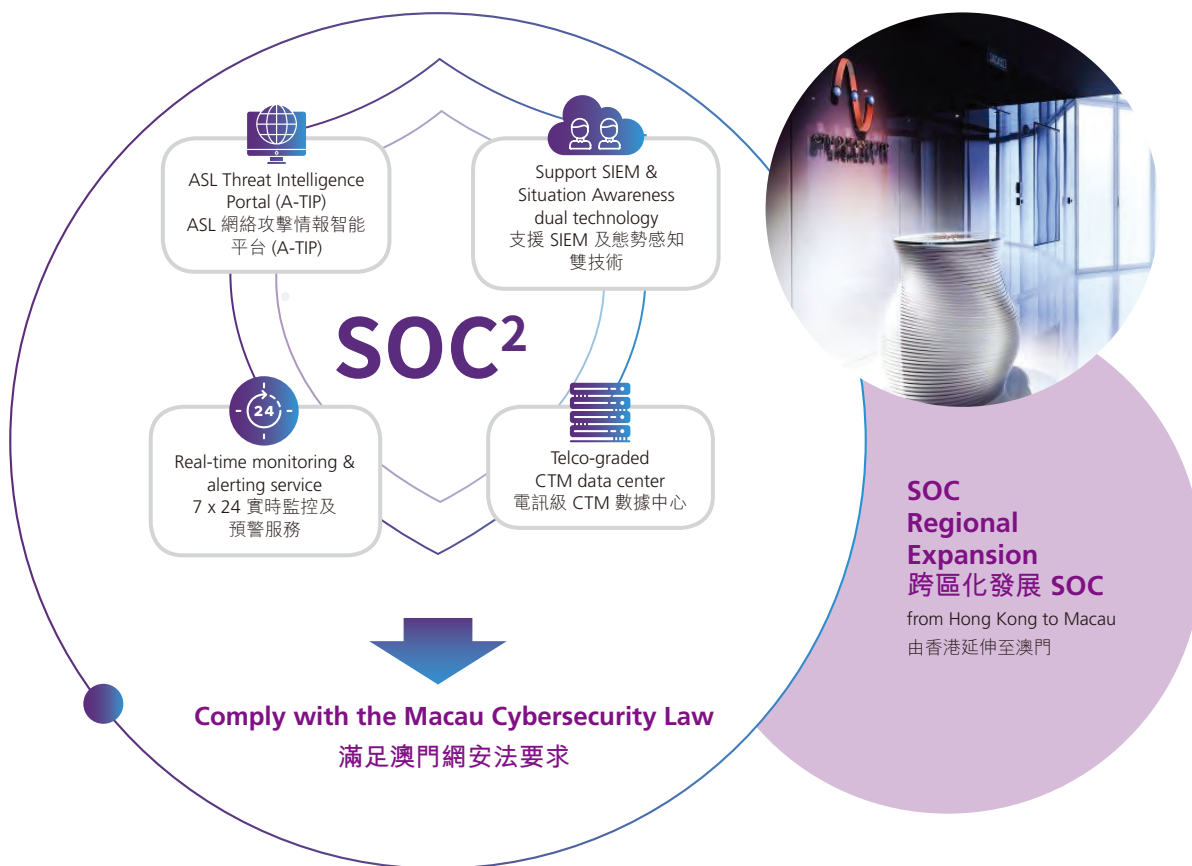 ASL Threat Intelligence
Portal (A-TIP)
ASL 網絡攻擊情報智能
平台 (A-TIP)
Support SIEM &
Situation Awareness
dual technology
支援 SIEM 及態勢感知
雙技術
SOC²
24
Real-time monitoring &
alerting service
7 x 24 實時監控及
預警服務
Telco-graded
CTM data center
電訊級 CTM 數據中心
Comply with the Macau Cybersecurity Law
滿足澳門網安法要求
SOC
Regional
Expansion
跨區化發展 SOC
from Hong Kong to Macau
由香港延伸至澳門